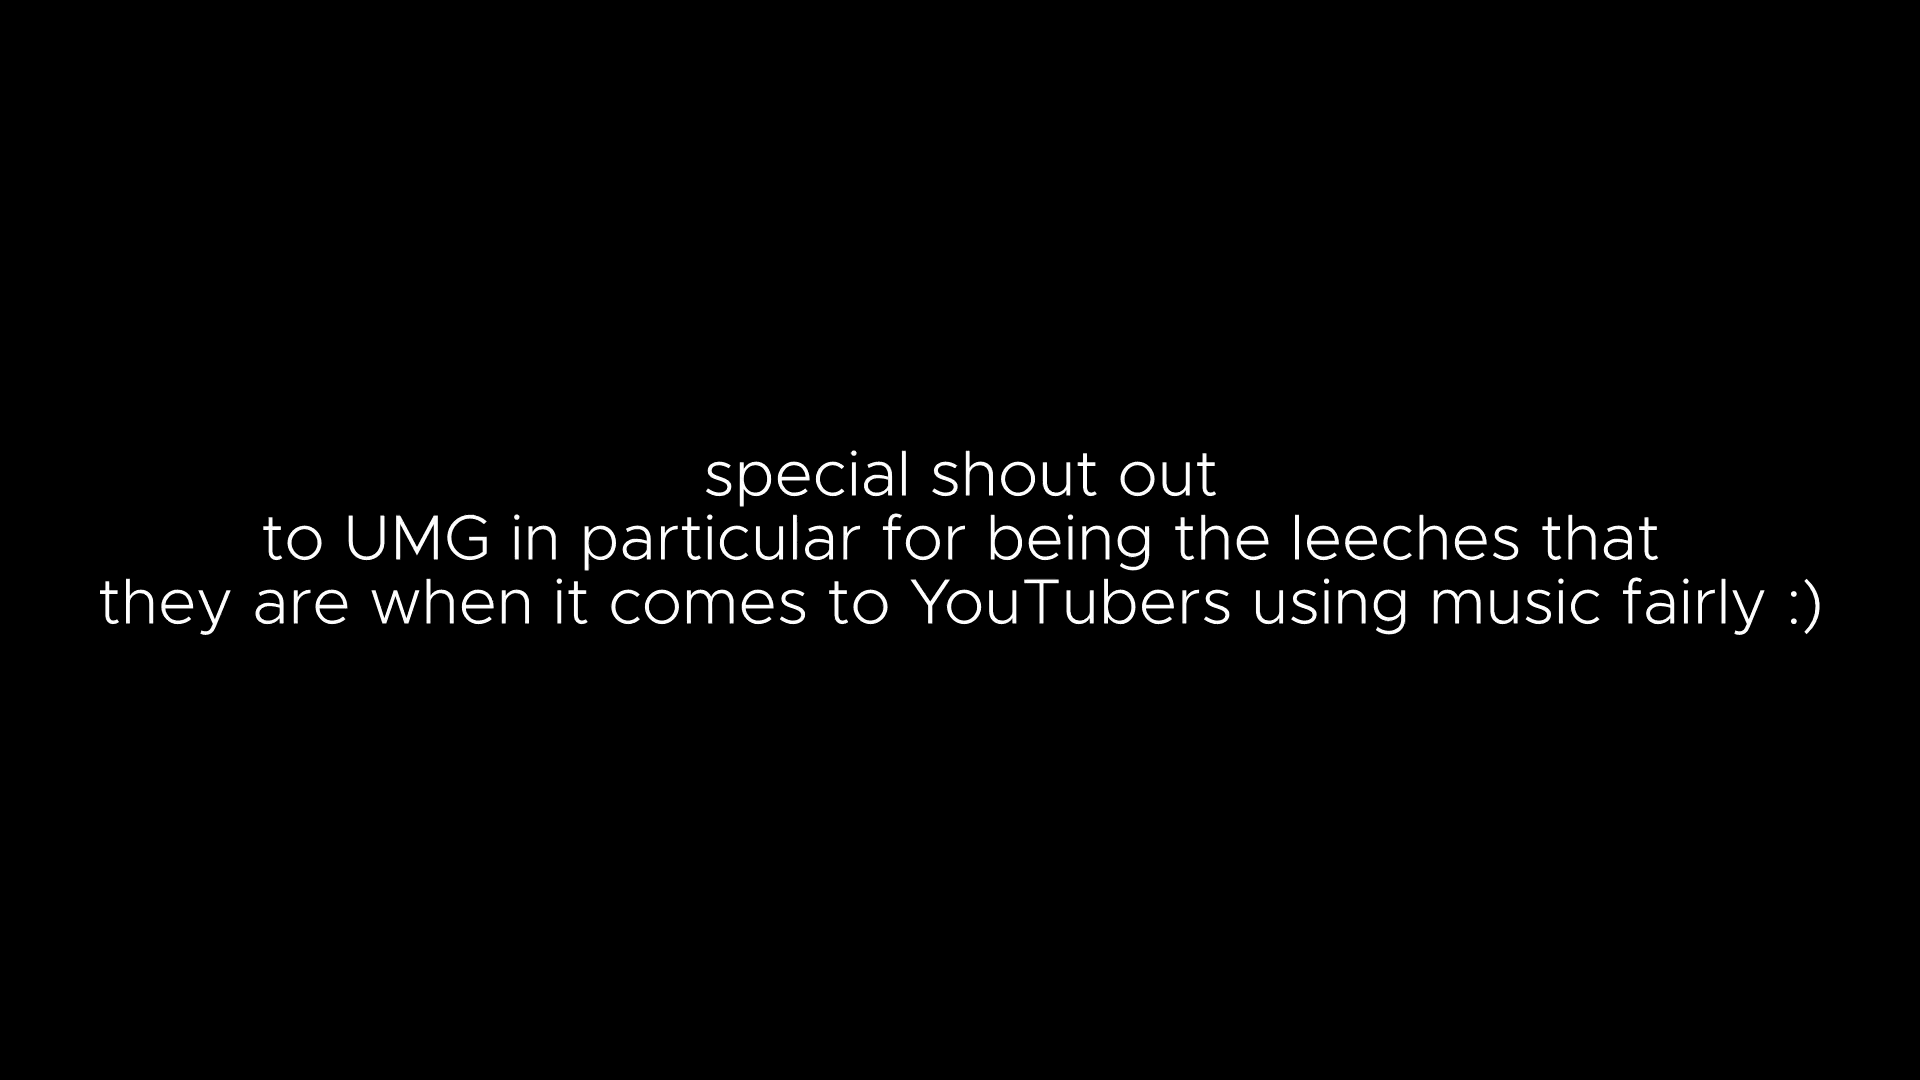 special shout out
to UMG in particular for being the leeches that
they are when it comes to YouTubers using music fairly :)